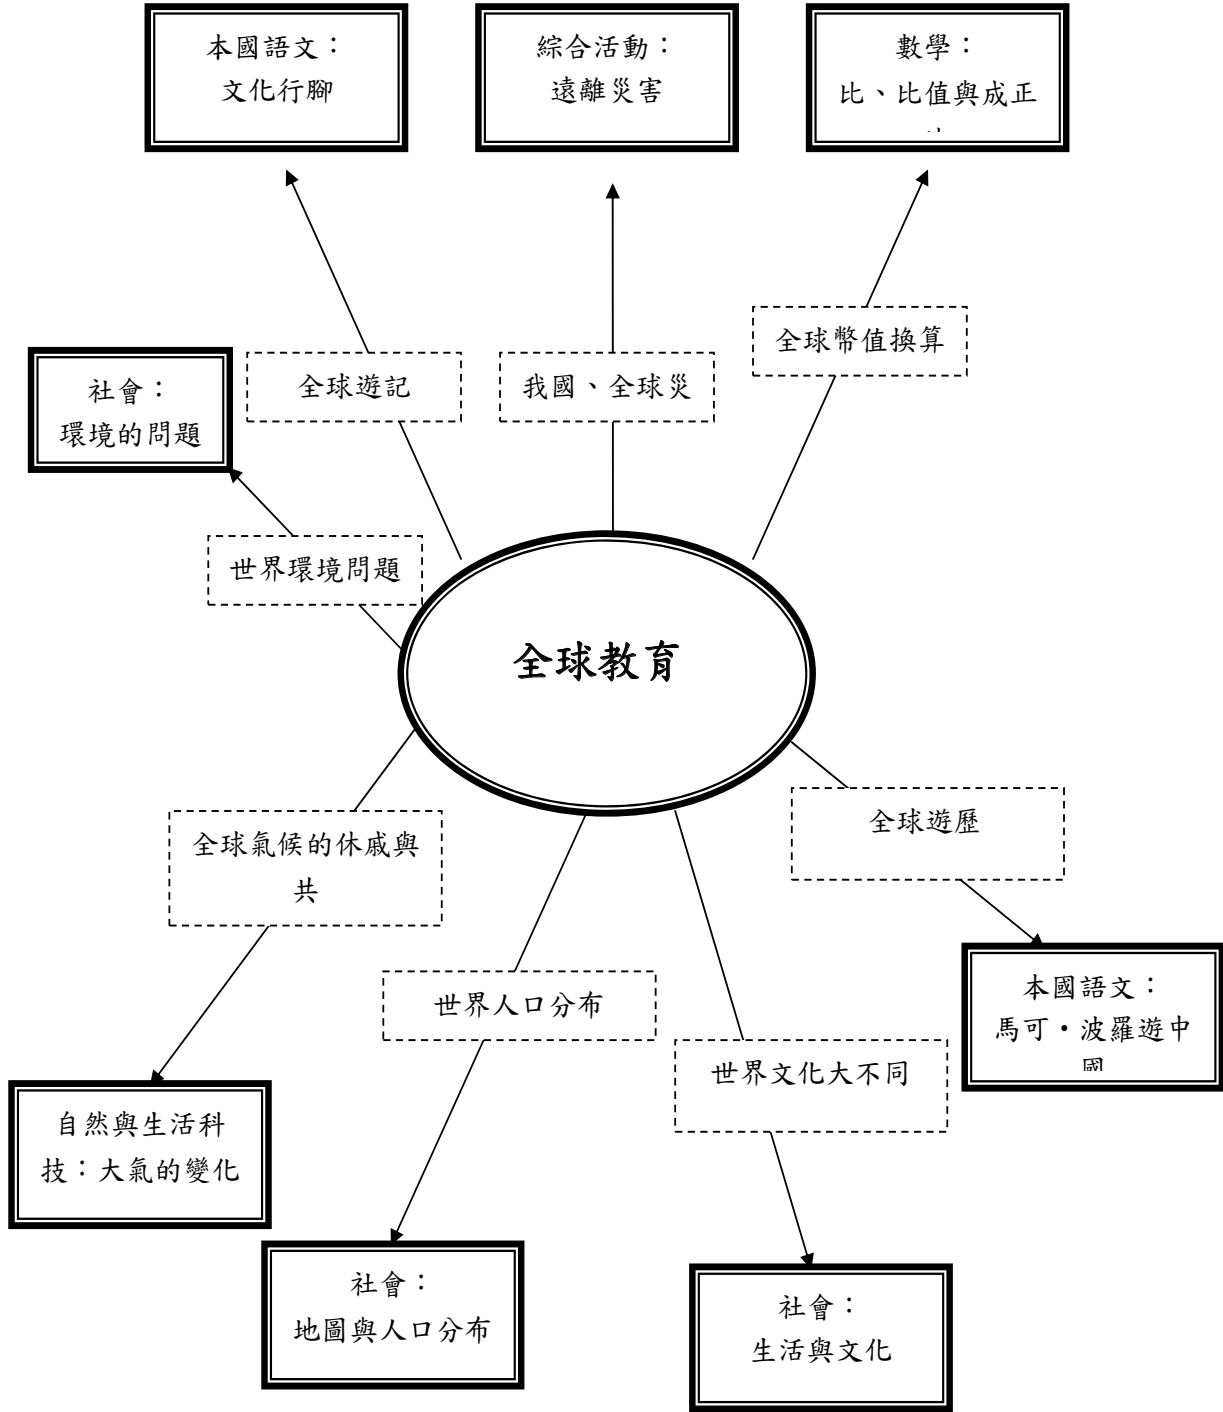 本國語文：
文化行腳
綜合活動：
遠離災害
數學：
比、比值與成正
全球幣值換算
全球遊記
我國、全球災
社會：
環境的問題
世界環境問題
全球教育
全球氣候的休戚與
共
全球遊歷
世界人口分布
本國語文：
馬可‧波羅遊中
世界文化大不同
自然與生活科
技：大氣的變化
社會：
地圖與人口分布
社會：
生活與文化